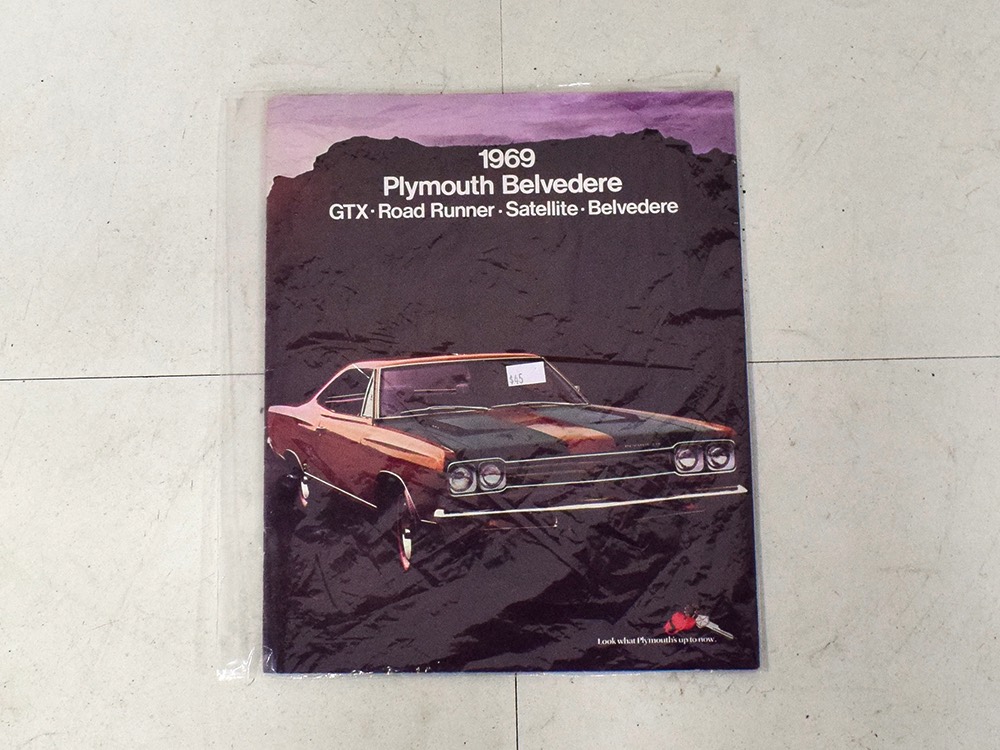 1969
Plymouth Belvedere
GTX · Road Runner · Satellite · Belvedere
$45
Look what Plymouth's up to now.